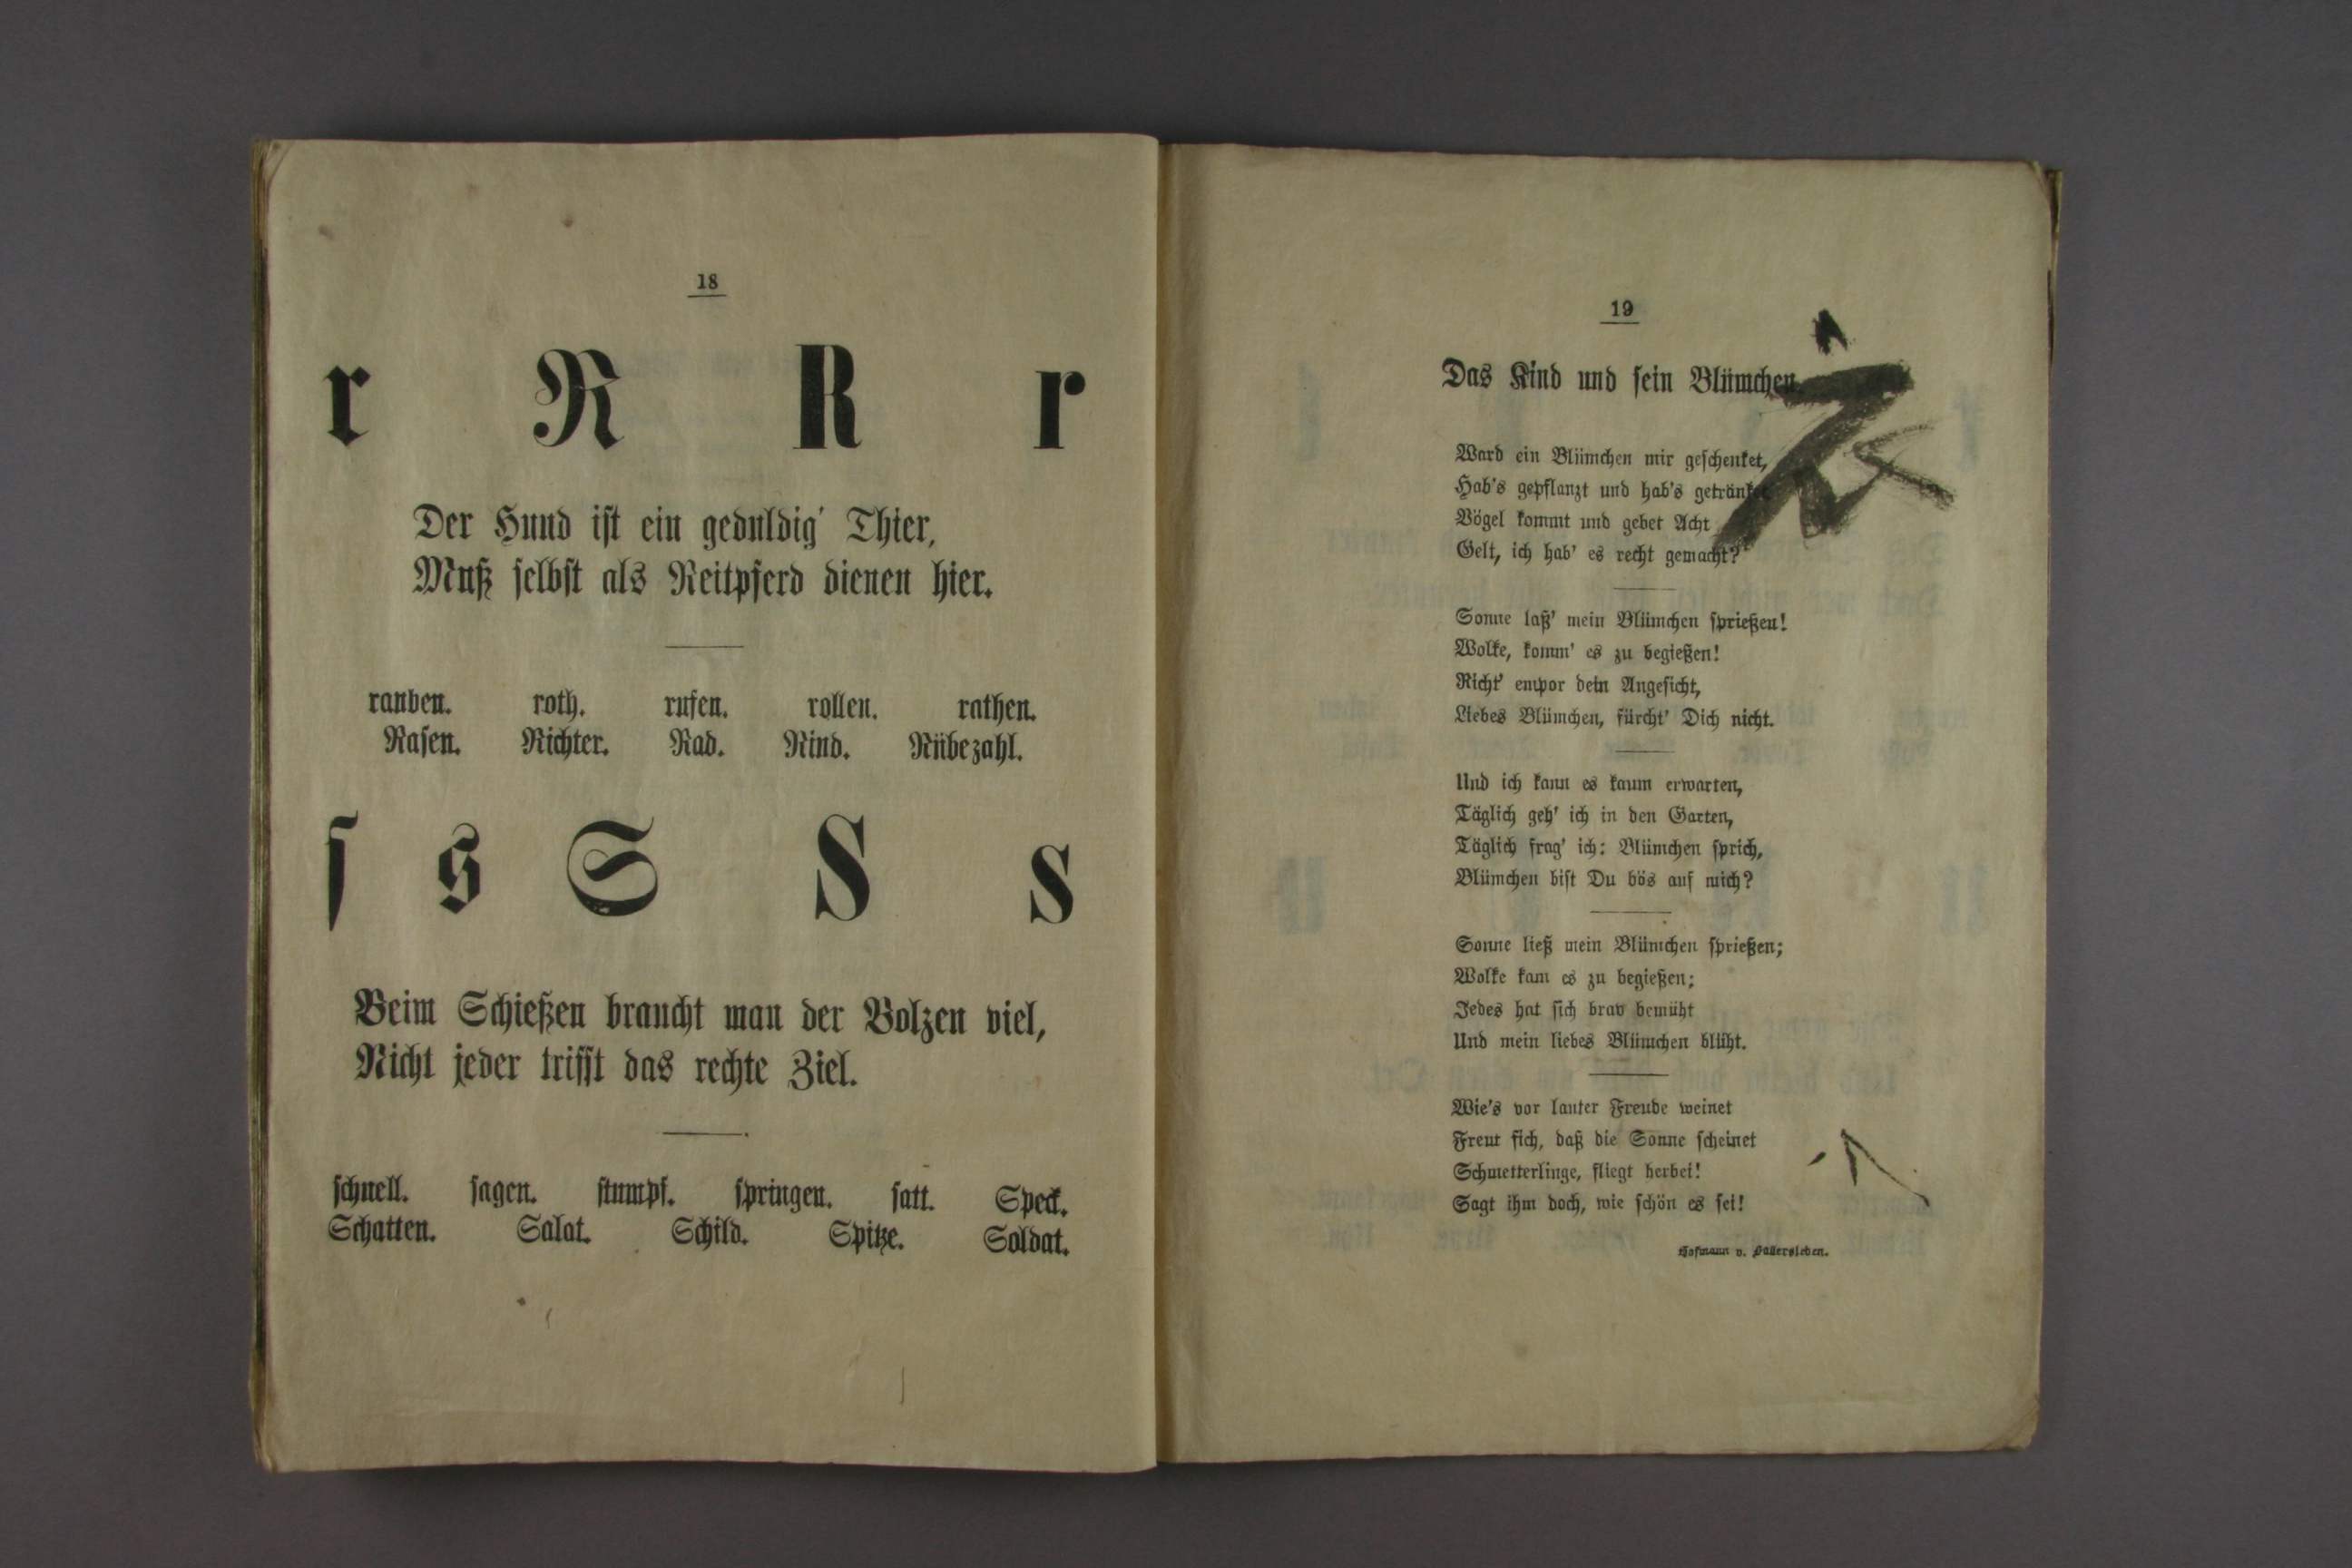 18
r R R r
Der Hund ist ein geduldig' Thier,
Muß selbst als Reitpferd dienen hier.
rauben. roth. rufen. rollen. rathen.
Rasen. Richter. Rad. Rind. Rübezahl.
ſ s S S s
Beim Schießen braucht man der Bolzen viel,
Nicht jeder trifft das rechte Ziel.
schnell. sagen. stumpf. springen. satt. Speck.
Schatten. Salat. Schild. Spitze. Soldat.
19
Das Kind und sein Blümchen.
Ward ein Blümchen mir geschenket,
Hab's gepflanzt und hab's getränket
Vögel kommt und gebet Acht
Gelt, ich hab' es recht gemacht?
Sonne laß' mein Blümchen sprießen!
Wolke, komm' es zu begießen!
Richt' empor dein Angesicht,
Liebes Blümchen, fürcht' Dich nicht.
Und ich kann es kaum erwarten,
Täglich geh' ich in den Garten,
Täglich frag' ich: Blümchen sprich,
Blümchen bist Du bös auf mich?
Sonne ließ mein Blümchen sprießen;
Wolke kam es zu begießen;
Jedes hat sich brav bemüht
Und mein liebes Blümchen blüht.
Wie's vor lauter Freude weinet
Freut sich, daß die Sonne scheinet
Schmetterlinge, fliegt herbei!
Sagt ihm doch, wie schön es sei!
Hofmann v. Fallersleben.